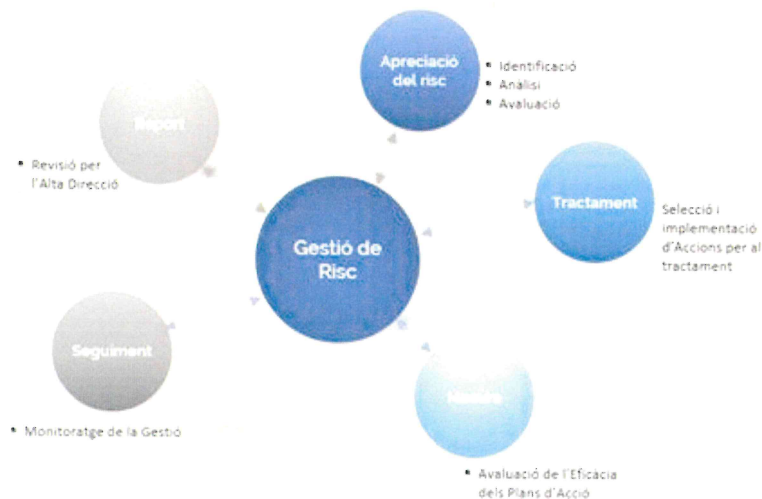 Apreciació
del risc
▪ Identificació
▪ Anàlisi
▪ Avaluació
Report
▪ Revisió per
l'Alta Direcció
Tractament
Selecció i
implementació
d'Accions per al
tractament
Gestió de
Risc
Seguiment
▪ Monitoratge de la Gestió
▪ Avaluació de l'Eficàcia
dels Plans d'Acció